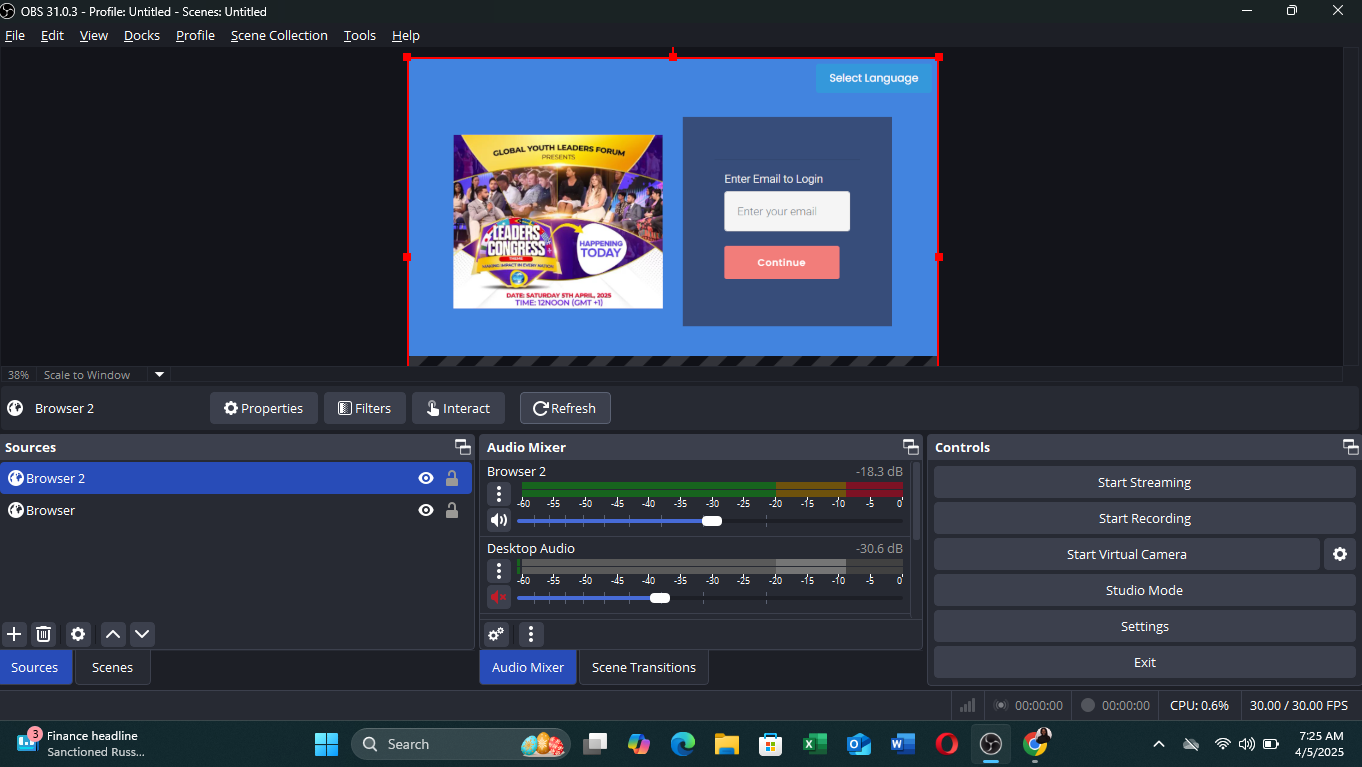 OBS 31.0.3 - Profile: Untitled - Scenes: Untitled
File Edit View Docks Profile Scene Collection Tools Help
Select Language
GLOBAL YOUTH LEADERS FORUM
PRESENTS
LEADERS
CONGRESS
HAPPENING
TODAY
DATE: SATURDAY 5TH APRIL, 2025
TIME: 12NOON (GMT +1)
Enter Email to Login
Enter your email
Continue
38% Scale to Window
Browser 2 Properties Filters Interact Refresh
Sources
Browser 2
Browser
Sources Scenes
Audio Mixer
Browser 2 -18.3 dB
-60 -55 -50 -45 -40 -35 -30 -25 -20 -15 -10 -5 0
Desktop Audio -30.6 dB
-60 -55 -50 -45 -40 -35 -30 -25 -20 -15 -10 -5 0
Audio Mixer Scene Transitions
Controls
Start Streaming
Start Recording
Start Virtual Camera
Studio Mode
Settings
Exit
00:00:00 00:00:00 CPU: 0.6% 30.00 / 30.00 FPS
3
Finance headline
Sanctioned Russ...
Search
7:25 AM
4/5/2025